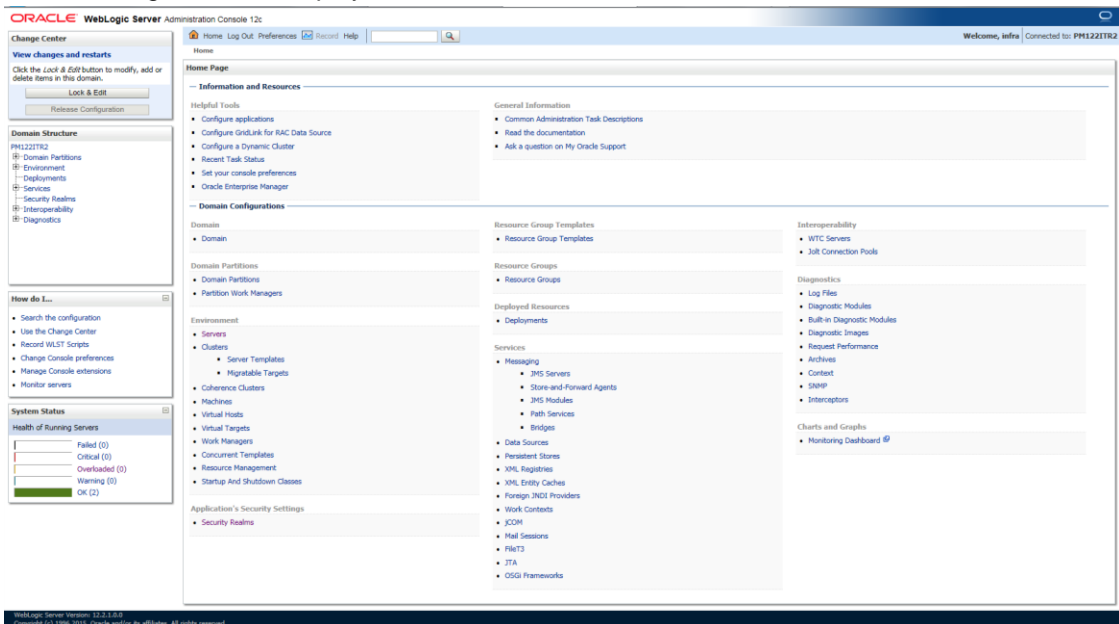 ORACLE WebLogic Server Administration Console 12c
Change Center
View changes and restarts
Click the Lock & Edit button to modify, add or
delete items in this domain.
Lock & Edit
Release Configuration
Domain Structure
PM122ITR2
Domain Partitions
Environment
Deployments
Services
Security Realms
Interoperability
Diagnostics
How do I...
Search the configuration
Use the Change Center
Record WLST Scripts
Change Console preferences
Manage Console extensions
Monitor servers
System Status
Health of Running Servers
Failed (0)
Critical (0)
Overloaded (0)
Warning (0)
OK (2)
Home Log Out Preferences Record Help
Welcome, infra Connected to: PM122ITR2
Home
Home Page
Information and Resources
Helpful Tools
Configure applications
Configure GridLink for RAC Data Source
Configure a Dynamic Cluster
Recent Task Status
Set your console preferences
Oracle Enterprise Manager
General Information
Common Administration Task Descriptions
Read the documentation
Ask a question on My Oracle Support
Domain Configurations
Domain
Domain
Domain Partitions
Domain Partitions
Partition Work Managers
Environment
Servers
Clusters
Server Templates
Migratable Targets
Coherence Clusters
Machines
Virtual Hosts
Virtual Targets
Work Managers
Concurrent Templates
Resource Management
Startup And Shutdown Classes
Application's Security Settings
Security Realms
Resource Group Templates
Resource Group Templates
Resource Groups
Resource Groups
Deployed Resources
Deployments
Services
Messaging
JMS Servers
Store-and-Forward Agents
JMS Modules
Path Services
Bridges
Data Sources
Persistent Stores
XML Registries
XML Entity Caches
Foreign JNDI Providers
Work Contexts
jCOM
Mail Sessions
FileT3
JTA
OSGi Frameworks
Interoperability
WTC Servers
Jolt Connection Pools
Diagnostics
Log Files
Diagnostic Modules
Built-in Diagnostic Modules
Diagnostic Images
Request Performance
Archives
Context
SNMP
Interceptors
Charts and Graphs
Monitoring Dashboard
WebLogic Server Version: 12.2.1.0.0
Copyright (c) 1996,2015, Oracle and/or its affiliates. All rights reserved.